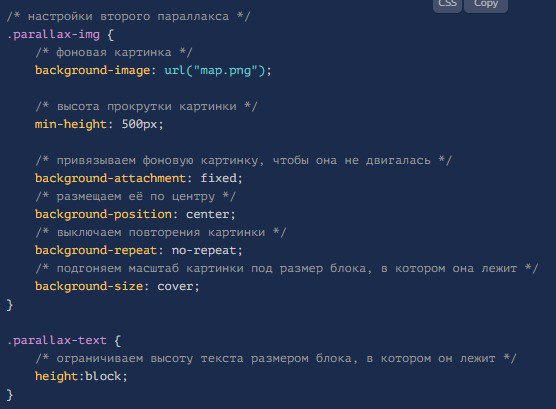 CSS Copy
/* настройки второго параллакса */
.parallax-img {
/* фоновая картинка */
background-image: url("map.png");
/* высота прокрутки картинки */
min-height: 500px;
/* привязываем фоновую картинку, чтобы она не двигалась */
background-attachment: fixed;
/* размещаем её по центру */
background-position: center;
/* выключаем повторения картинки */
background-repeat: no-repeat;
/* подгоняем масштаб картинки под размер блока, в котором она лежит */
background-size: cover;
}
.parallax-text {
/* ограничиваем высоту текста размером блока, в котором он лежит */
height:block;
}